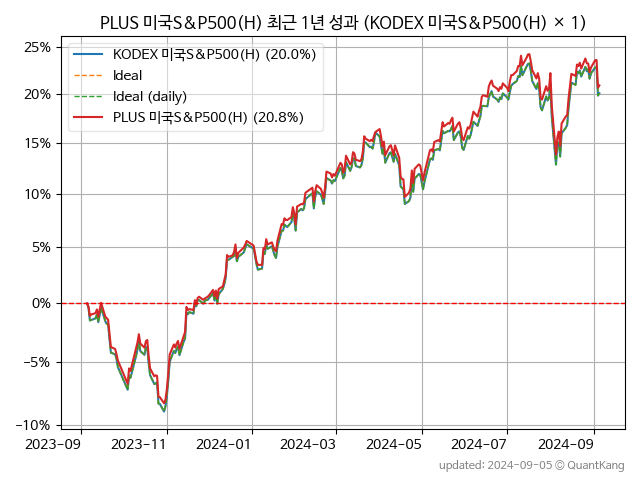 PLUS 미국S&P500(H) 최근 1년 성과 (KODEX 미국S&P500(H) × 1)
25%
20%
15%
10%
5%
0%
−5%
−10%
KODEX 미국S&P500(H) (20.0%)
Ideal
Ideal (daily)
PLUS 미국S&P500(H) (20.8%)
2023-09 2023-11 2024-01 2024-03 2024-05 2024-07 2024-09
updated: 2024-09-05 © QuantKang